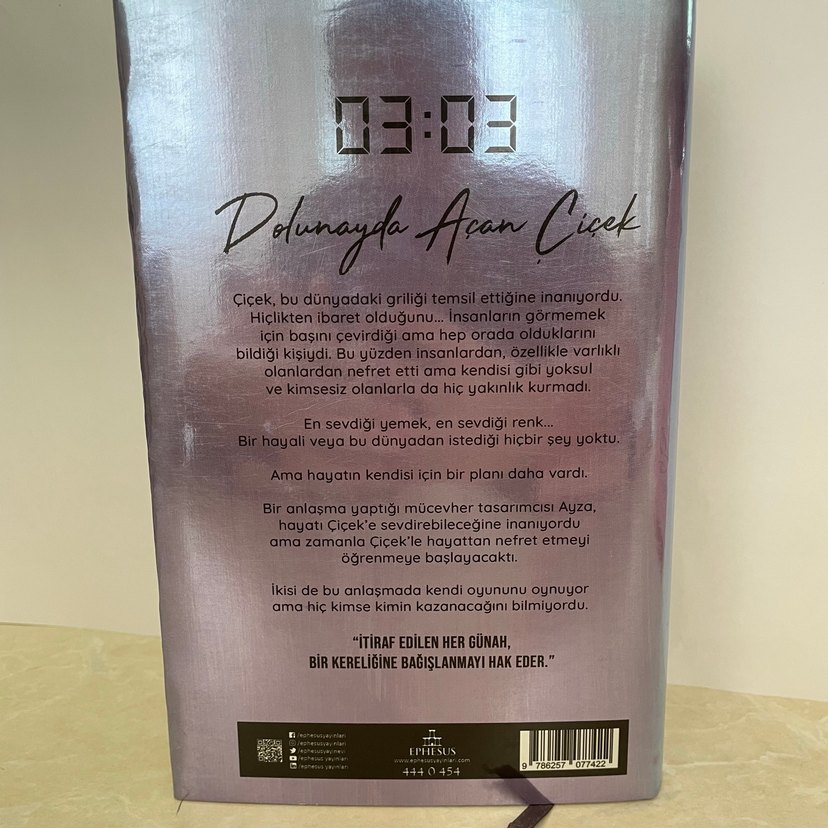 03:03
Dolunayda Açan Çiçek
Çiçek, bu dünyadaki griliği temsil ettiğine inanıyordu.
Hiçlikten ibaret olduğunu... İnsanların görmemek
için başını çevirdiği ama hep orada olduklarını
bildiği kişiydi. Bu yüzden insanlardan, özellikle varlıklı
olanlardan nefret etti ama kendisi gibi yoksul
ve kimsesiz olanlarla da hiç yakınlık kurmadı.
En sevdiği yemek, en sevdiği renk...
Bir hayali veya bu dünyadan istediği hiçbir şey yoktu.
Ama hayatın kendisi için bir planı daha vardı.
Bir anlaşma yaptığı mücevher tasarımcısı Ayza,
hayatı Çiçek'e sevdirebileceğine inanıyordu
ama zamanla Çiçek'le hayattan nefret etmeyi
öğrenmeye başlayacaktı.
İkisi de bu anlaşmada kendi oyununu oynuyor
ama hiç kimse kimin kazanacağını bilmiyordu.
"İTİRAF EDİLEN HER GÜNAH,
BİR KERELİĞİNE BAĞIŞLANMAYI HAK EDER."
/ephesusyayinlari
/ephesusyayinlari
/ephesusyayinevi
/ephesusyayinlari
/ephesus yayınları
EPHESUS
www.ephesusyayinlari.com
444 0 454
9 786257 077422